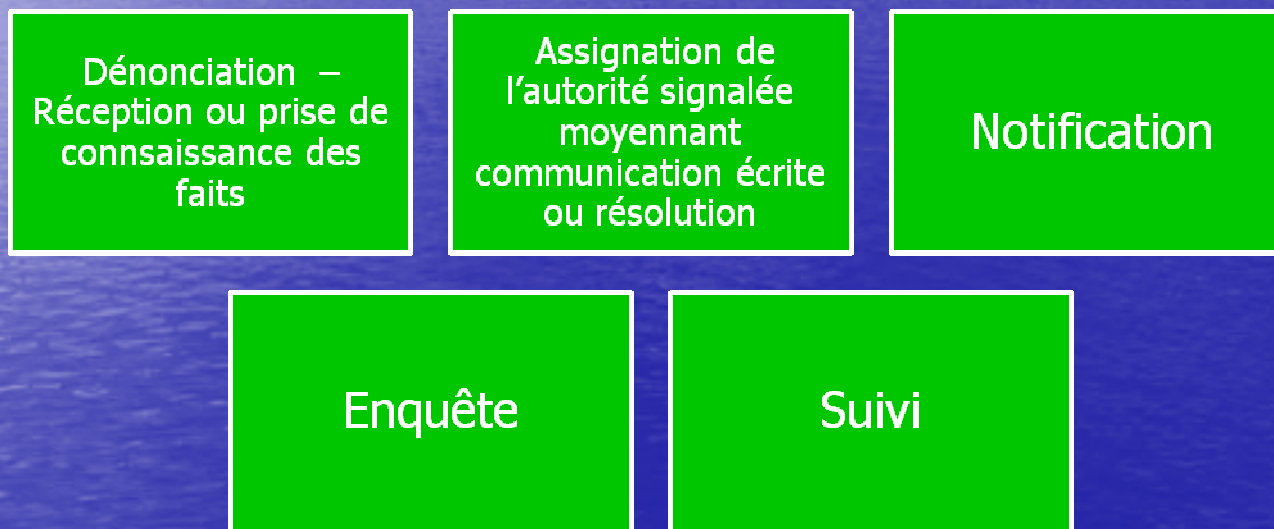 Dénonciation –
Réception ou prise de
connsaissance des
faits
Assignation de
l'autorité signalée
moyennant
communication écrite
ou résolution
Notification
Enquête
Suivi